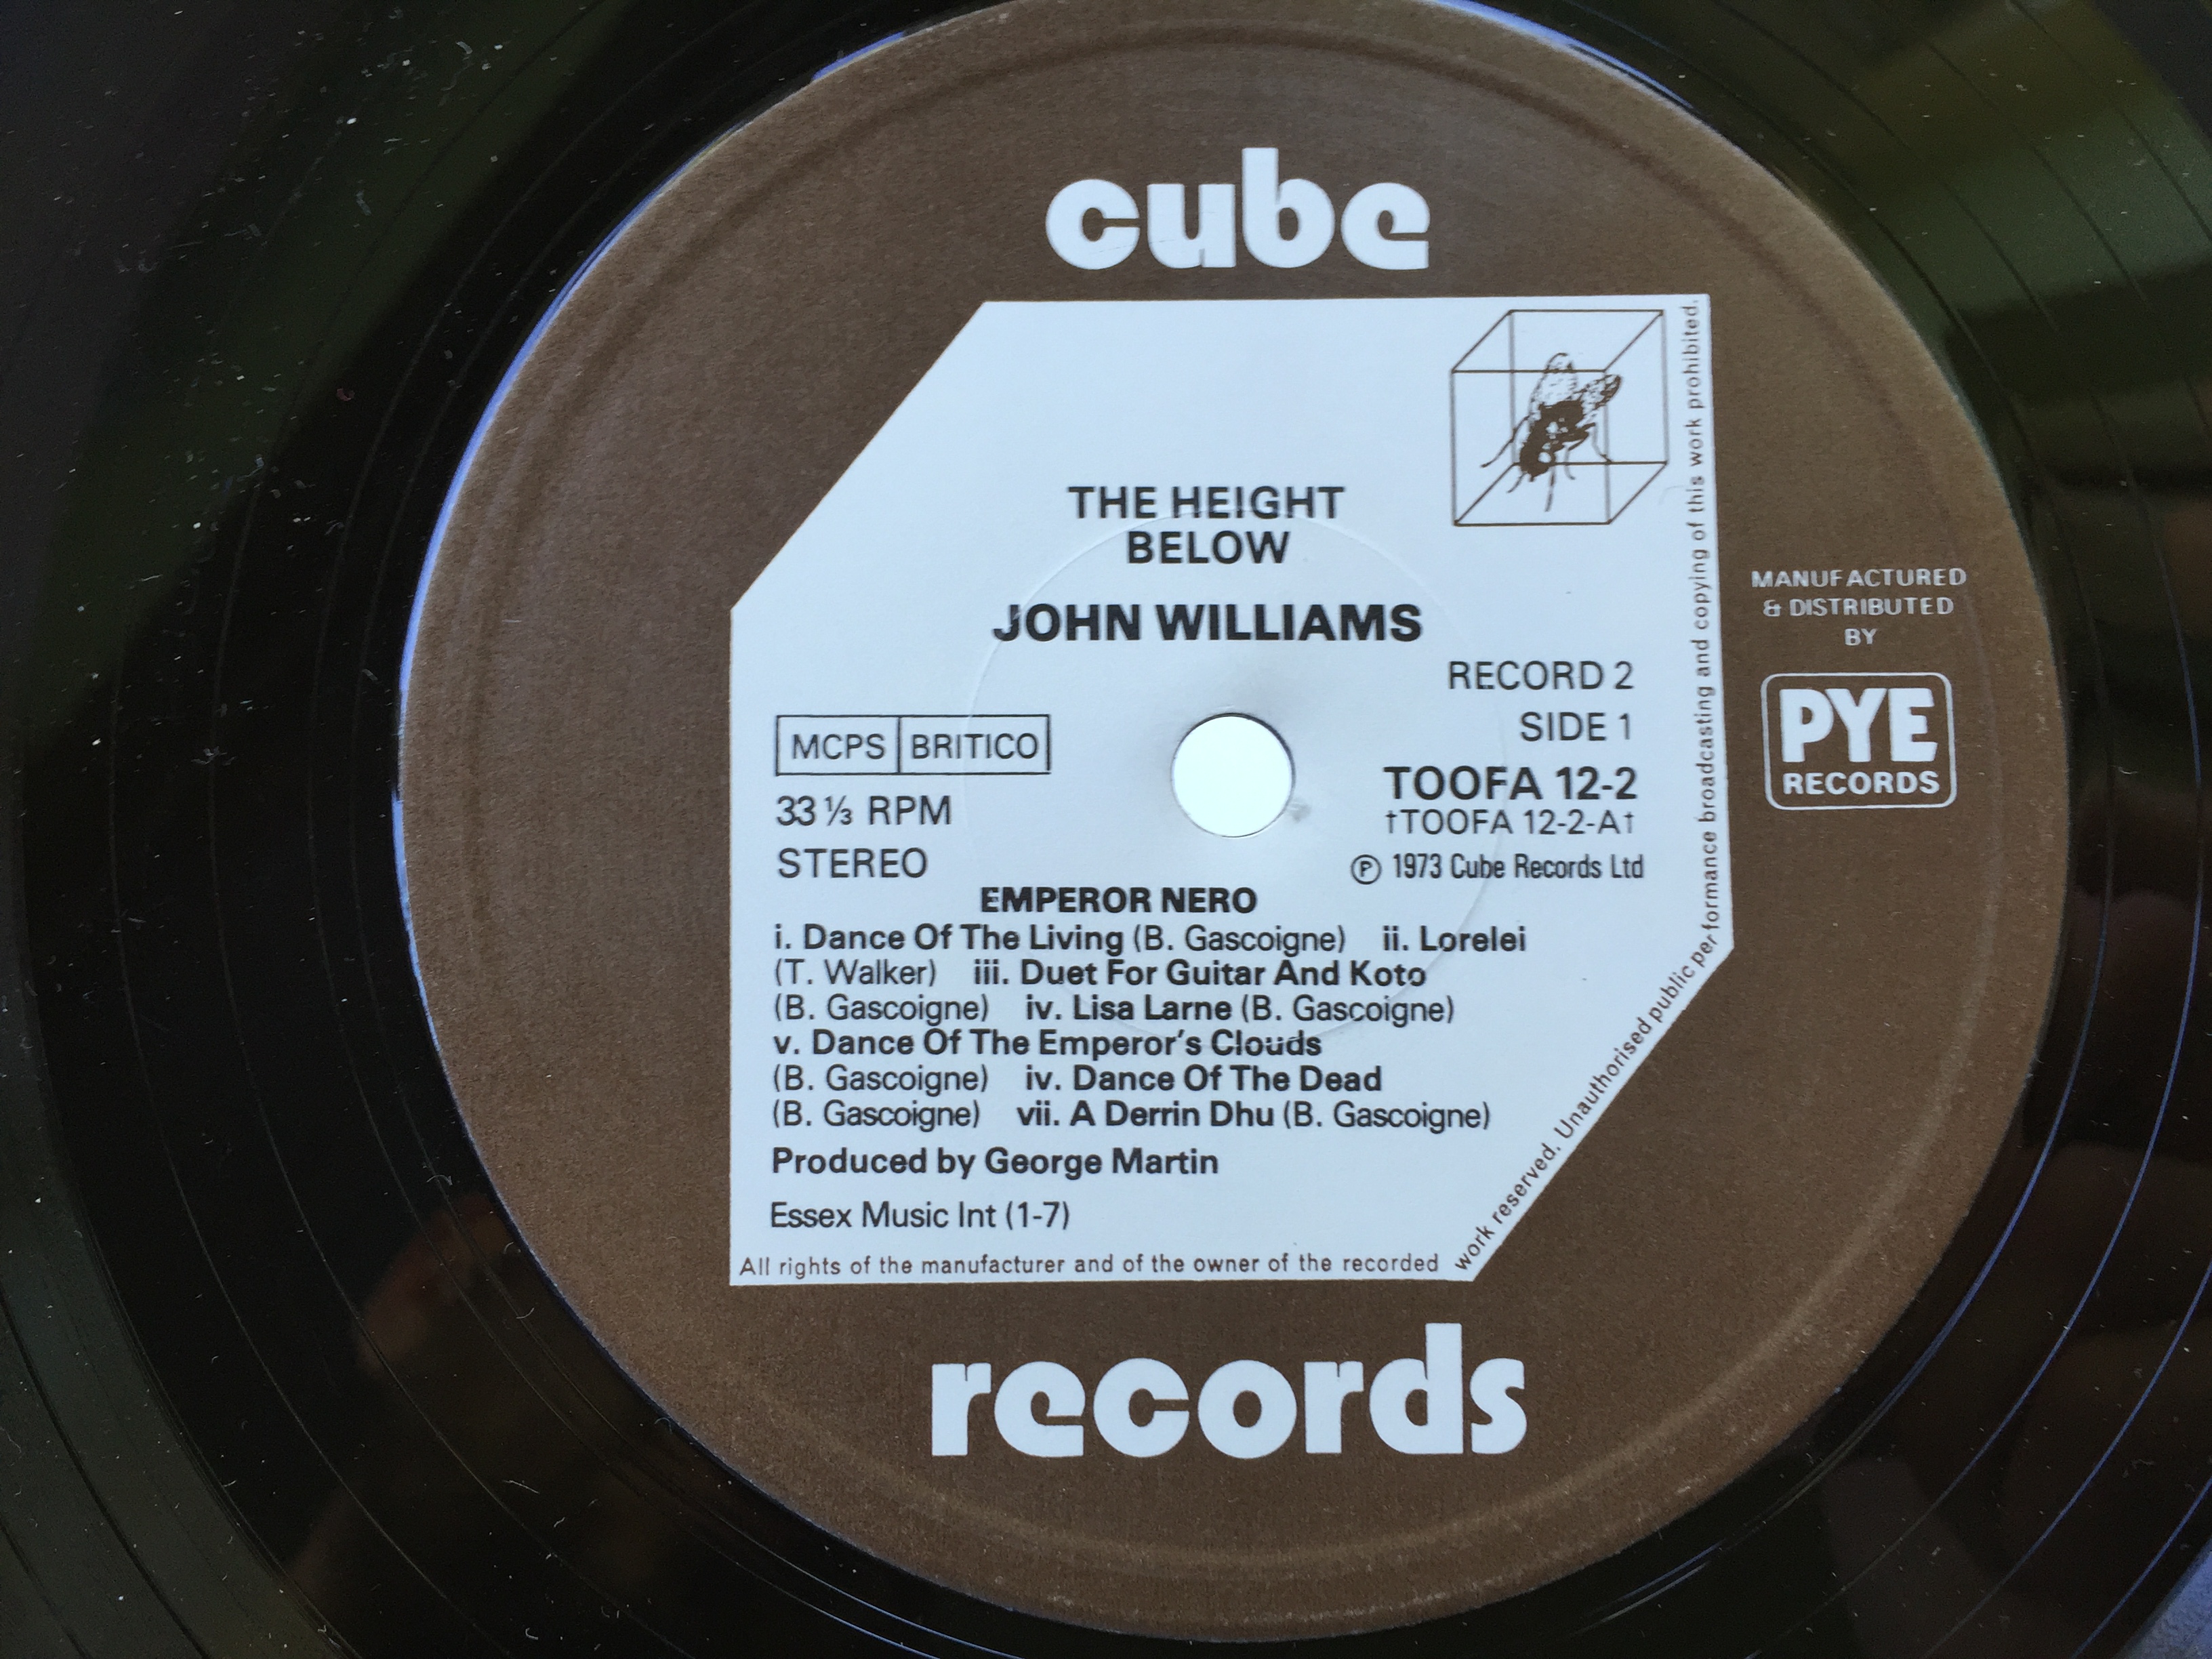 cube
THE HEIGHT
BELOW
JOHN WILLIAMS
RECORD 2
SIDE 1
MCPS BRITICO
33 ⅓ RPM
STEREO
TOOFA 12-2
†TOOFA 12-2-A†
℗ 1973 Cube Records Ltd
EMPEROR NERO
i. Dance Of The Living (B. Gascoigne) ii. Lorelei
(T. Walker) iii. Duet For Guitar And Koto
(B. Gascoigne) iv. Lisa Larne (B. Gascoigne)
v. Dance Of The Emperor's Clouds
(B. Gascoigne) iv. Dance Of The Dead
(B. Gascoigne) vii. A Derrin Dhu (B. Gascoigne)
Produced by George Martin
Essex Music Int (1-7)
All rights of the manufacturer and of the owner of the recorded work reserved. Unauthorised public performance broadcasting and copying of this work prohibited.
MANUFACTURED
& DISTRIBUTED
BY
PYE
RECORDS
records